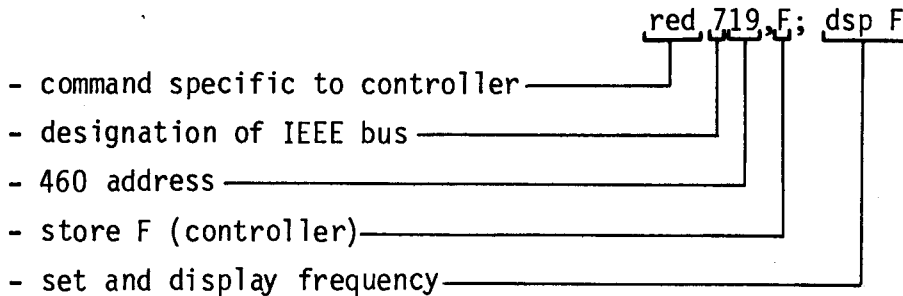 red 719,F; dsp F
- command specific to controller
- designation of IEEE bus
- 460 address
- store F (controller)
- set and display frequency